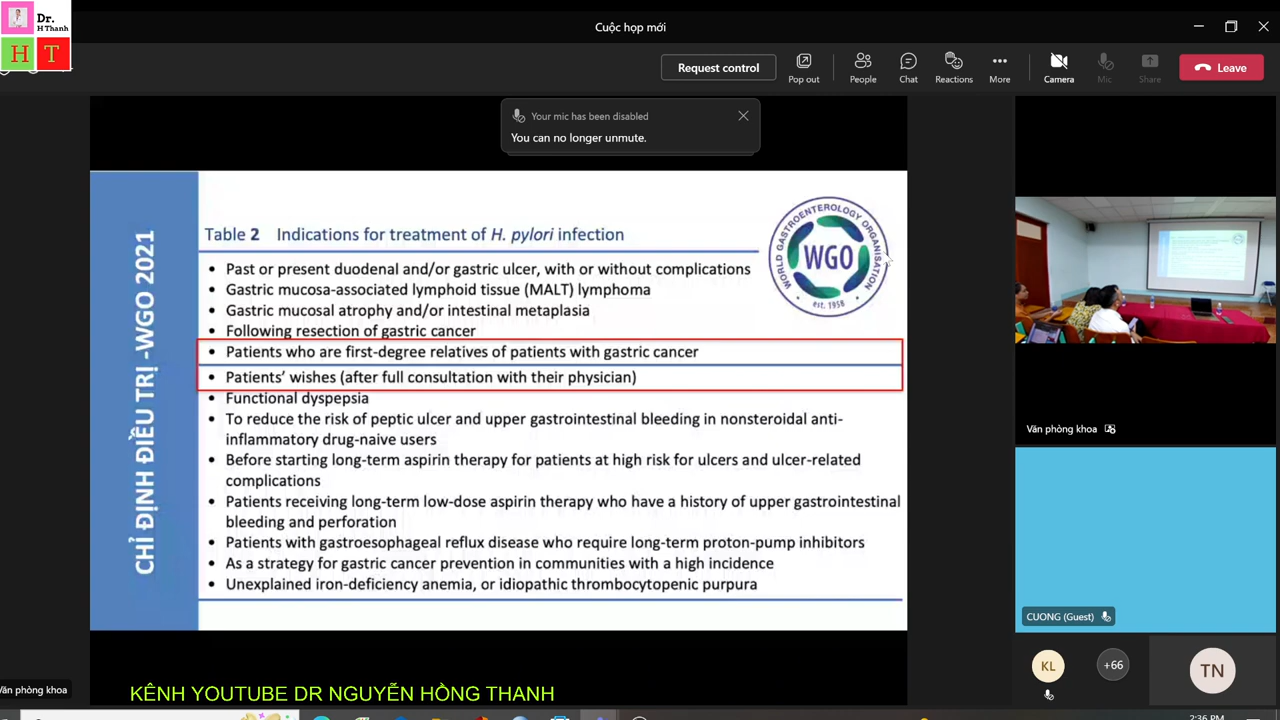 Dr.
H Thanh
H T
Cuộc họp mới
Request control
Pop out
People
Chat
Reactions
More
Camera
Mic
Share
Leave
Your mic has been disabled
You can no longer unmute.
CHỈ ĐỊNH ĐIỀU TRỊ -WGO 2021
Table 2 Indications for treatment of H. pylori infection
WORLD GASTROENTEROLOGY ORGANISATION
WGO
est. 1958
• Past or present duodenal and/or gastric ulcer, with or without complications
• Gastric mucosa-associated lymphoid tissue (MALT) lymphoma
• Gastric mucosal atrophy and/or intestinal metaplasia
• Following resection of gastric cancer
• Patients who are first-degree relatives of patients with gastric cancer
• Patients’ wishes (after full consultation with their physician)
• Functional dyspepsia
• To reduce the risk of peptic ulcer and upper gastrointestinal bleeding in nonsteroidal anti-
inflammatory drug-naive users
• Before starting long-term aspirin therapy for patients at high risk for ulcers and ulcer-related
complications
• Patients receiving long-term low-dose aspirin therapy who have a history of upper gastrointestinal
bleeding and perforation
• Patients with gastroesophageal reflux disease who require long-term proton-pump inhibitors
• As a strategy for gastric cancer prevention in communities with a high incidence
• Unexplained iron-deficiency anemia, or idiopathic thrombocytopenic purpura
Văn phòng khoa
CUONG (Guest)
KL
+66
TN
Văn phòng khoa
KÊNH YOUTUBE DR NGUYỄN HỒNG THANH
2:36 PM